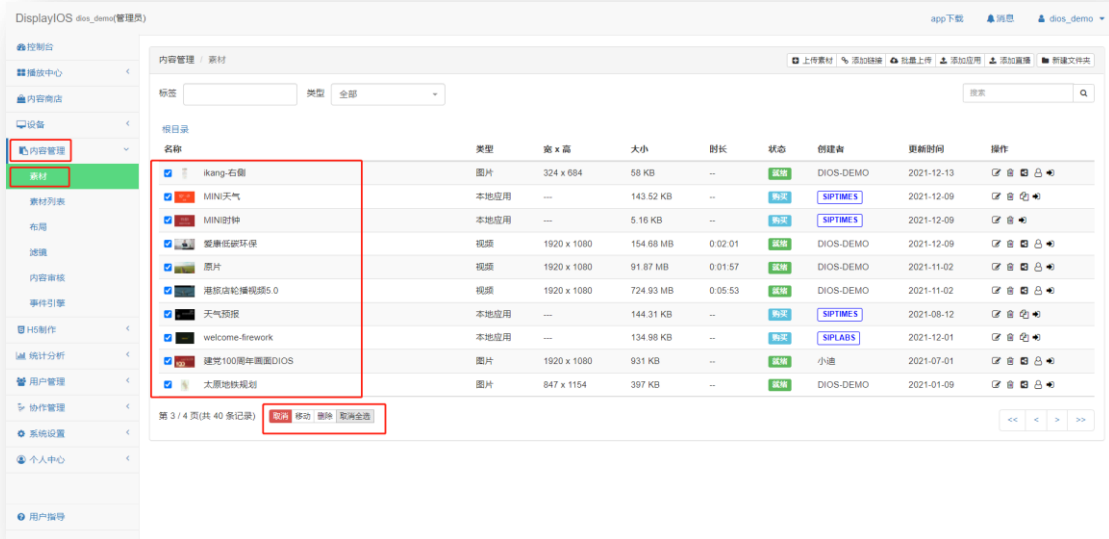 DisplayIOS dios_demo(管理员)
app下载 消息 dios_demo
控制台
播放中心
内容商店
设备
内容管理
素材
素材列表
布局
滤镜
内容审核
事件引擎
H5制作
统计分析
用户管理
协作管理
系统设置
个人中心
用户指导
内容管理 / 素材
上传素材 添加链接 批量上传 添加应用 添加直播 新建文件夹
标签 类型 全部 搜索
根目录
名称 类型 宽 x 高 大小 时长 状态 创建者 更新时间 操作
ikang-右侧 图片 324 x 684 58 KB -- 就绪 DIOS-DEMO 2021-12-13
MINI天气 本地应用 --- 143.52 KB -- 购买 SIPTIMES 2021-12-09
MINI时钟 本地应用 --- 5.16 KB -- 购买 SIPTIMES 2021-12-09
爱康低碳环保 视频 1920 x 1080 154.68 MB 0:02:01 就绪 DIOS-DEMO 2021-12-09
原片 视频 1920 x 1080 91.87 MB 0:01:57 就绪 DIOS-DEMO 2021-11-02
港旅店轮播视频5.0 视频 1920 x 1080 724.93 MB 0:05:53 就绪 DIOS-DEMO 2021-11-02
天气预报 本地应用 --- 144.31 KB -- 购买 SIPTIMES 2021-08-12
welcome-firework 本地应用 --- 134.98 KB -- 购买 SIPLABS 2021-12-01
建党100周年画面DIOS 图片 1920 x 1080 931 KB -- 就绪 小迪 2021-07-01
太原地铁规划 图片 847 x 1154 397 KB -- 就绪 DIOS-DEMO 2021-01-09
第 3 / 4 页(共 40 条记录) 取消 移动 删除 取消全选
<< < > >>